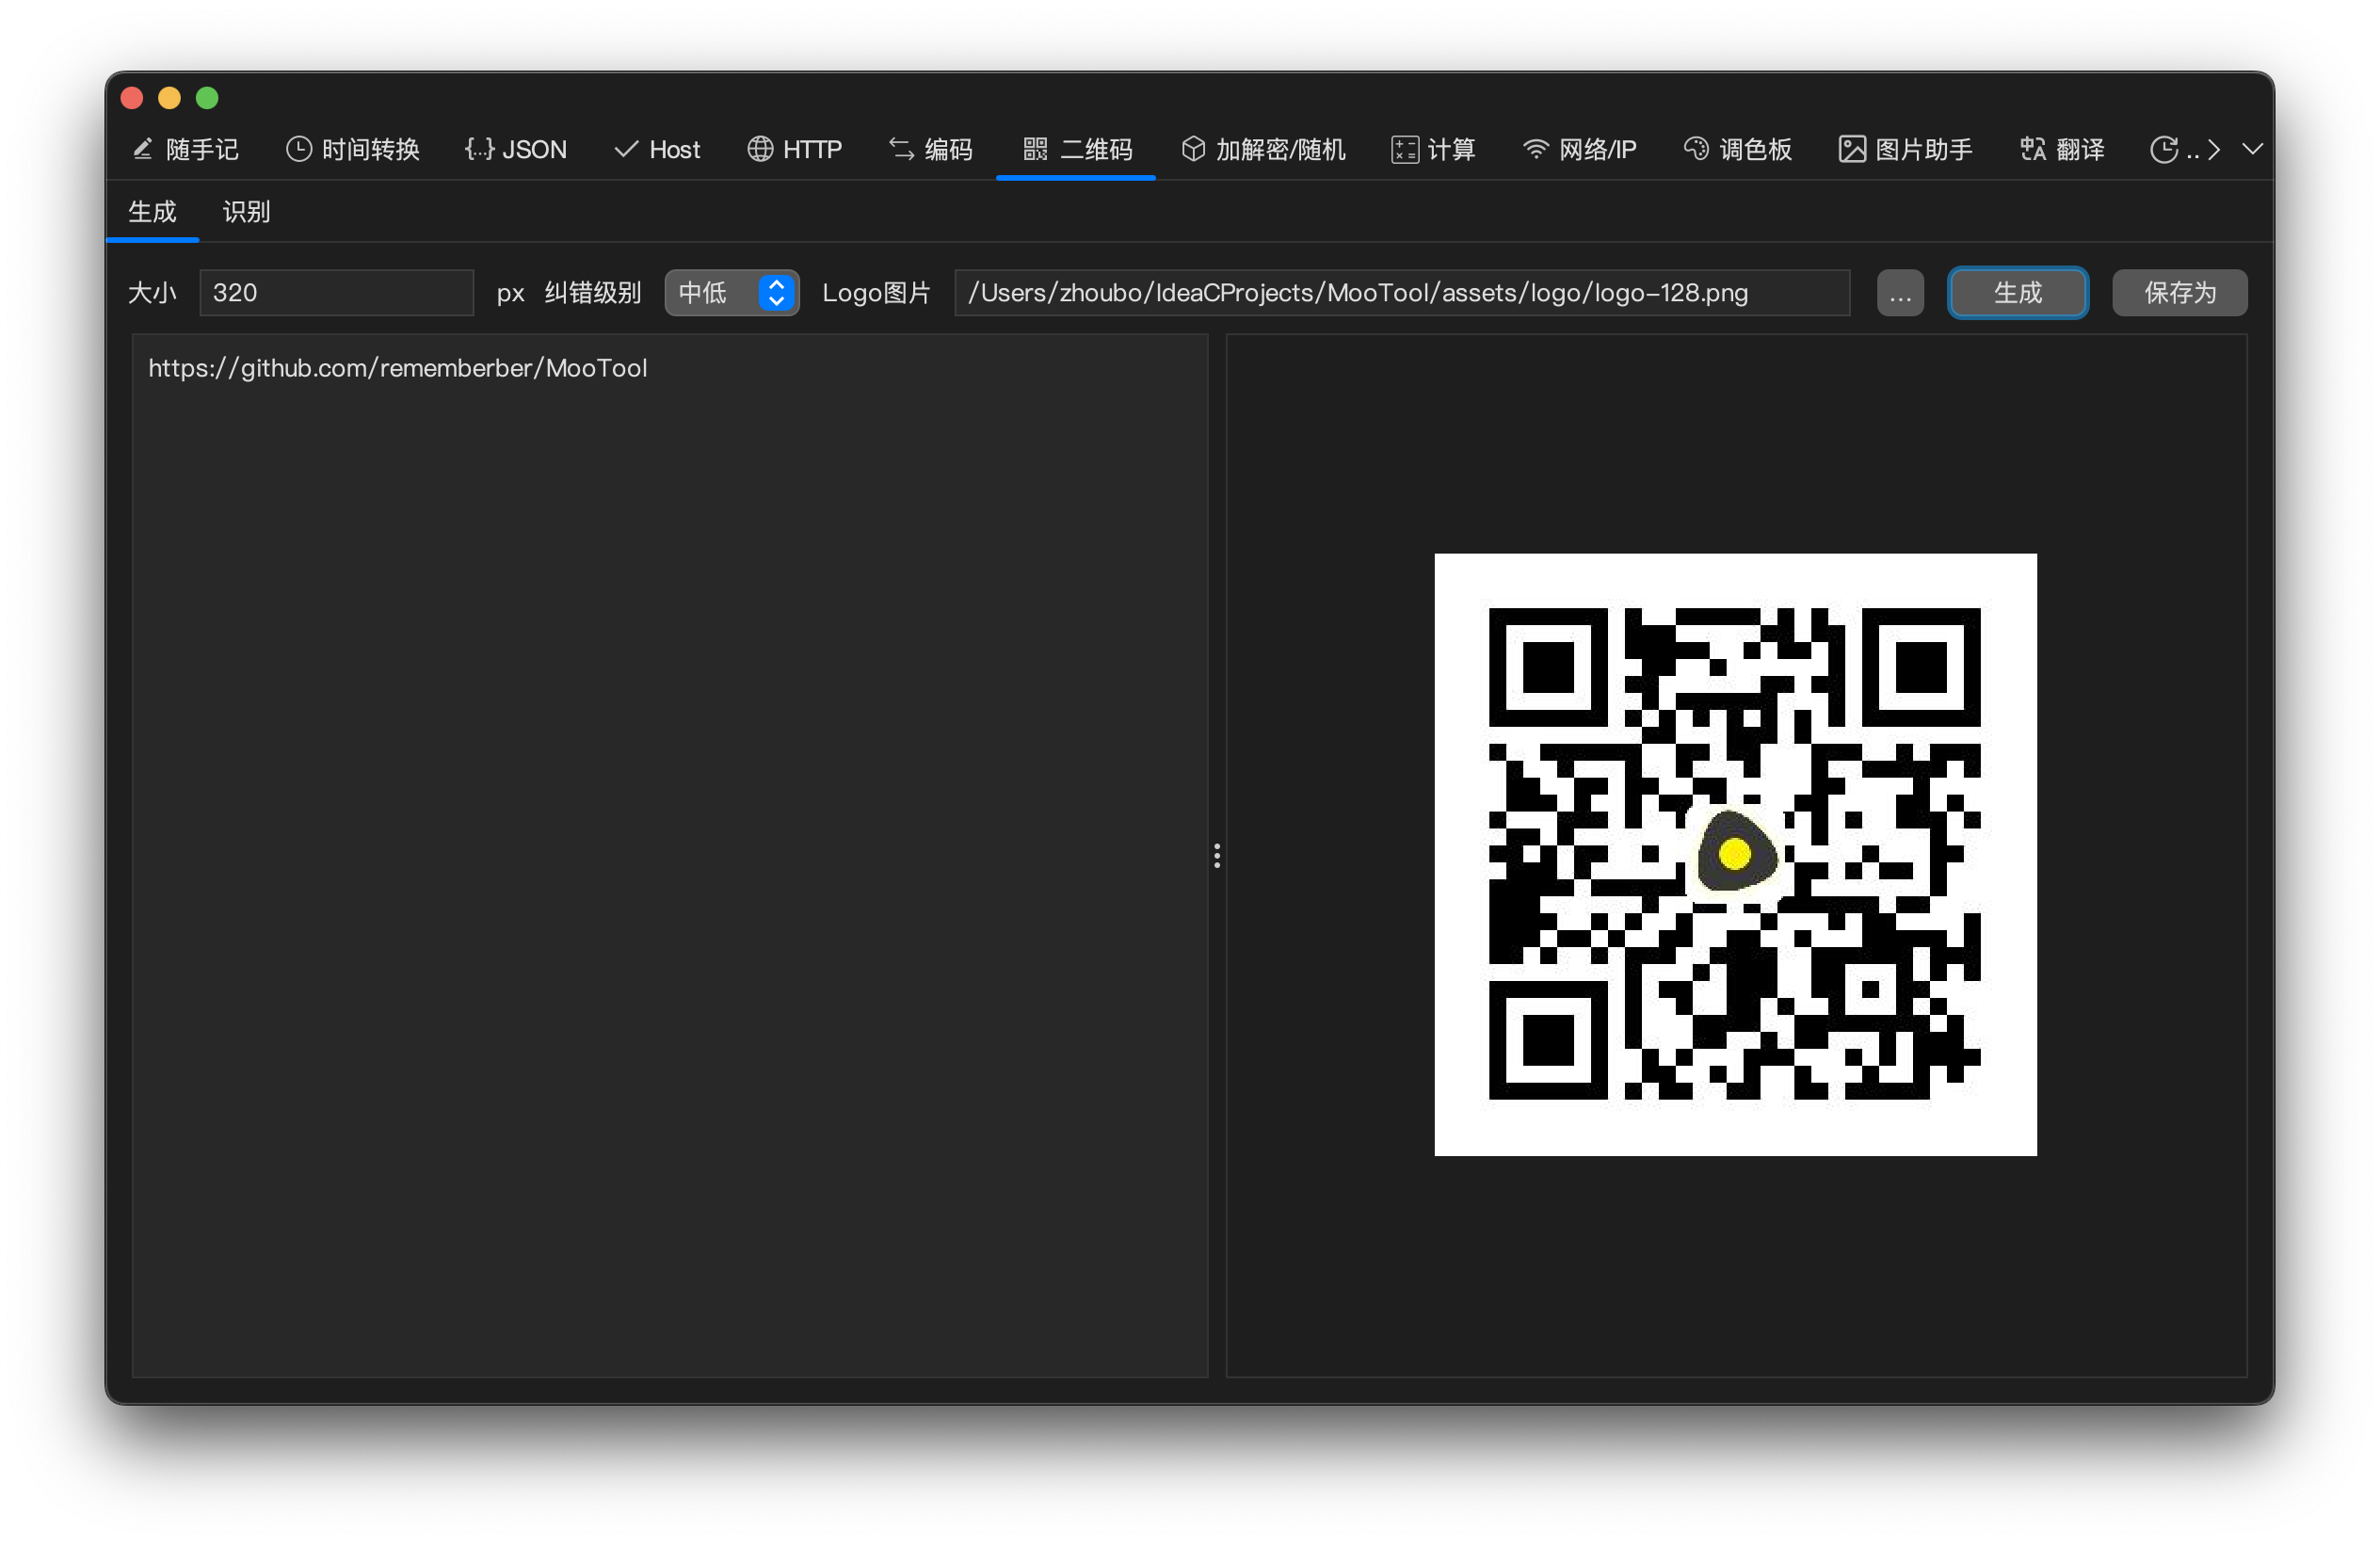 随手记 时间转换 {...} JSON Host HTTP 编码 二维码 加解密/随机 计算 网络/IP 调色板 图片助手 翻译 ..
生成 识别
大小 320 px 纠错级别 中低 Logo图片 /Users/zhoubo/IdeaCProjects/MooTool/assets/logo/logo-128.png ... 生成 保存为
https://github.com/rememberber/MooTool